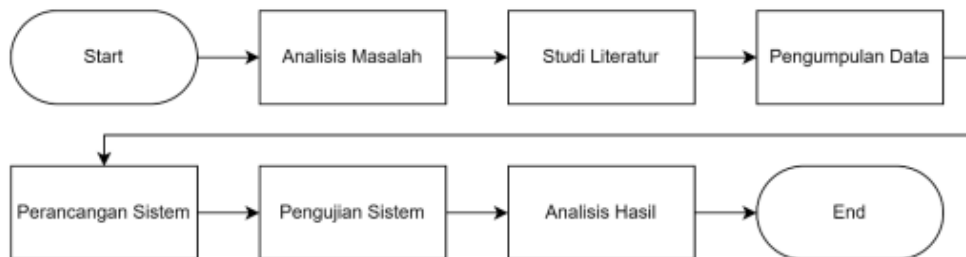 Start
Analisis Masalah
Studi Literatur
Pengumpulan Data
Perancangan Sistem
Pengujian Sistem
Analisis Hasil
End